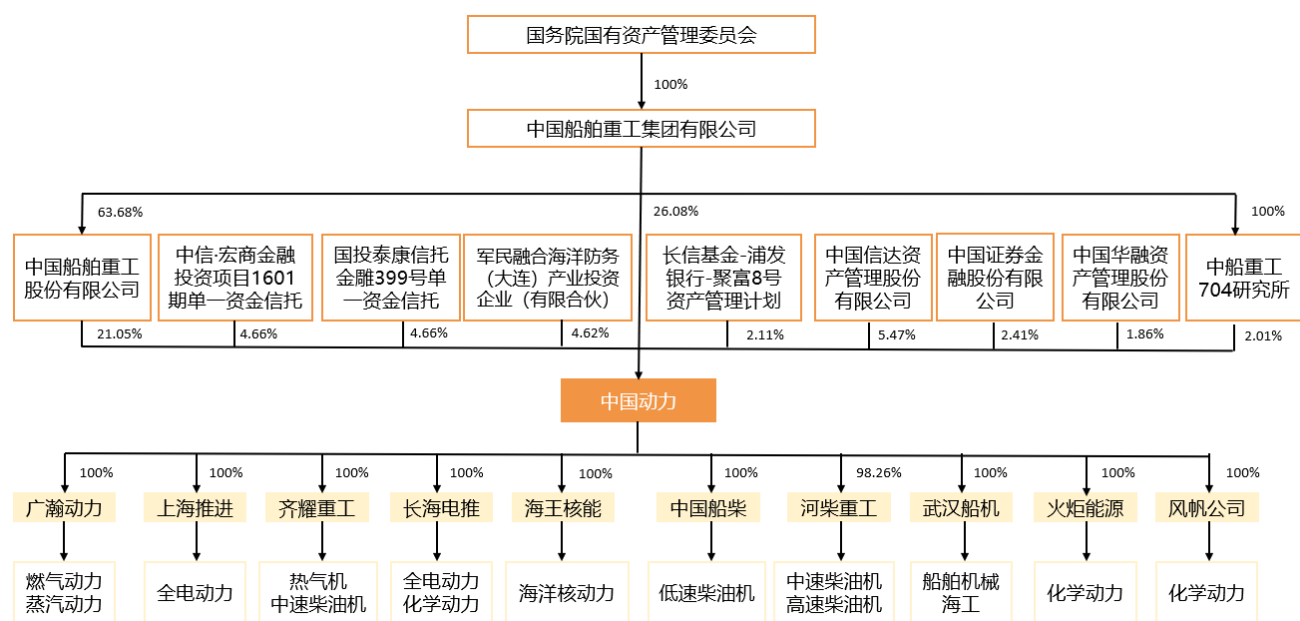 国务院国有资产管理委员会
100%
中国船舶重工集团有限公司
63.68%
26.08%
100%
中国船舶重工
股份有限公司
中信·宏商金融
投资项目1601
期单一资金信托
国投泰康信托
金雕399号单
一资金信托
军民融合海洋防务
（大连）产业投资
企业（有限合伙）
长信基金-浦发
银行-聚富8号
资产管理计划
中国信达资
产管理股份
有限公司
中国证券金
融股份有限
公司
中国华融资
产管理股份
有限公司
中船重工
704研究所
21.05%
4.66%
4.66%
4.62%
2.11%
5.47%
2.41%
1.86%
2.01%
中国动力
100%
100%
100%
100%
100%
100%
98.26%
100%
100%
100%
广瀚动力
上海推进
齐耀重工
长海电推
海王核能
中国船柴
河柴重工
武汉船机
火炬能源
风帆公司
燃气动力
蒸汽动力
全电动力
热气机
中速柴油机
全电动力
化学动力
海洋核动力
低速柴油机
中速柴油机
高速柴油机
船舶机械
海工
化学动力
化学动力